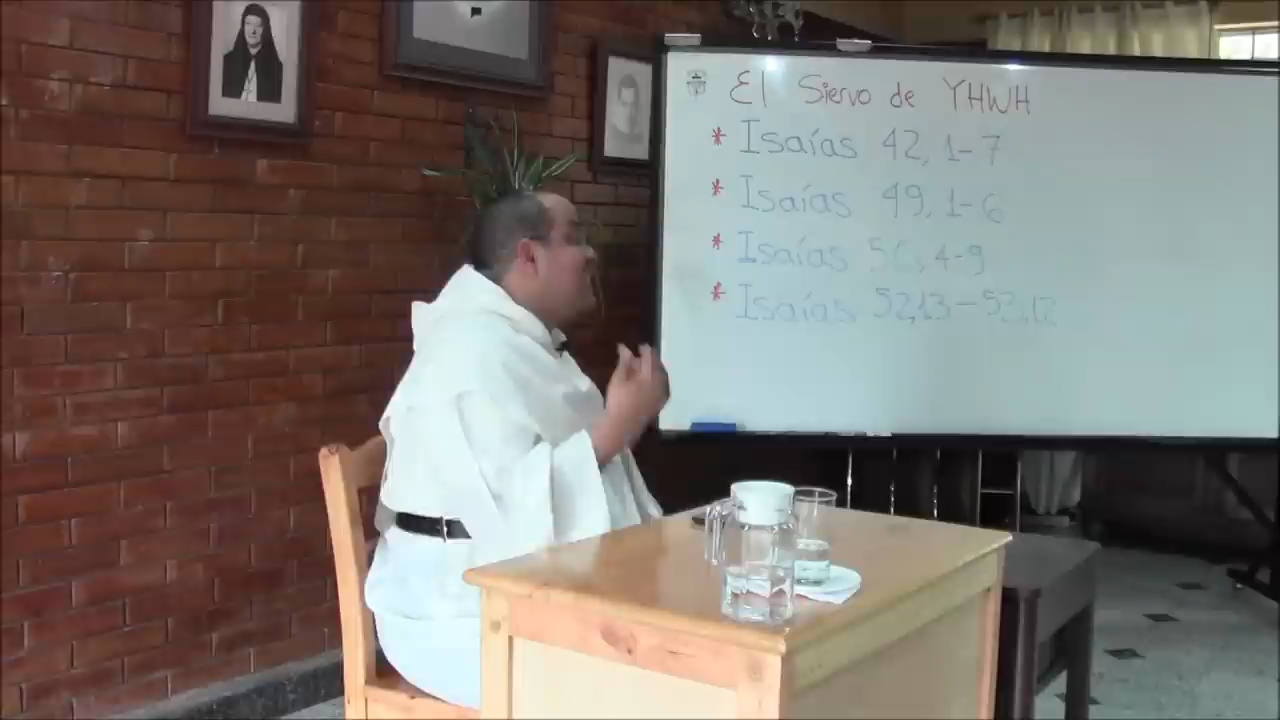 El Siervo de YHWH
* Isaías 42, 1-7
* Isaías 49, 1-6
* Isaías 50, 4-9
* Isaías 52,13-53,12